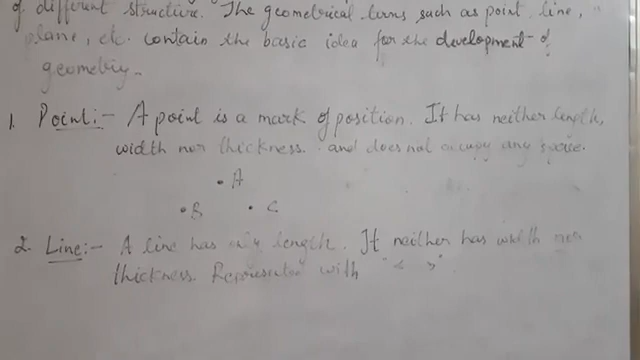 of different structure. The geometrical terms such as point, line,
plane, etc. contain the basic idea for the development of
geometry.
1. Point:- A point is a mark of position. It has neither length,
width nor thickness. and does not occupy any space.
. A
. B . C
2. Line:- A line has only length. It neither has width nor
thickness. Represented with "< >"